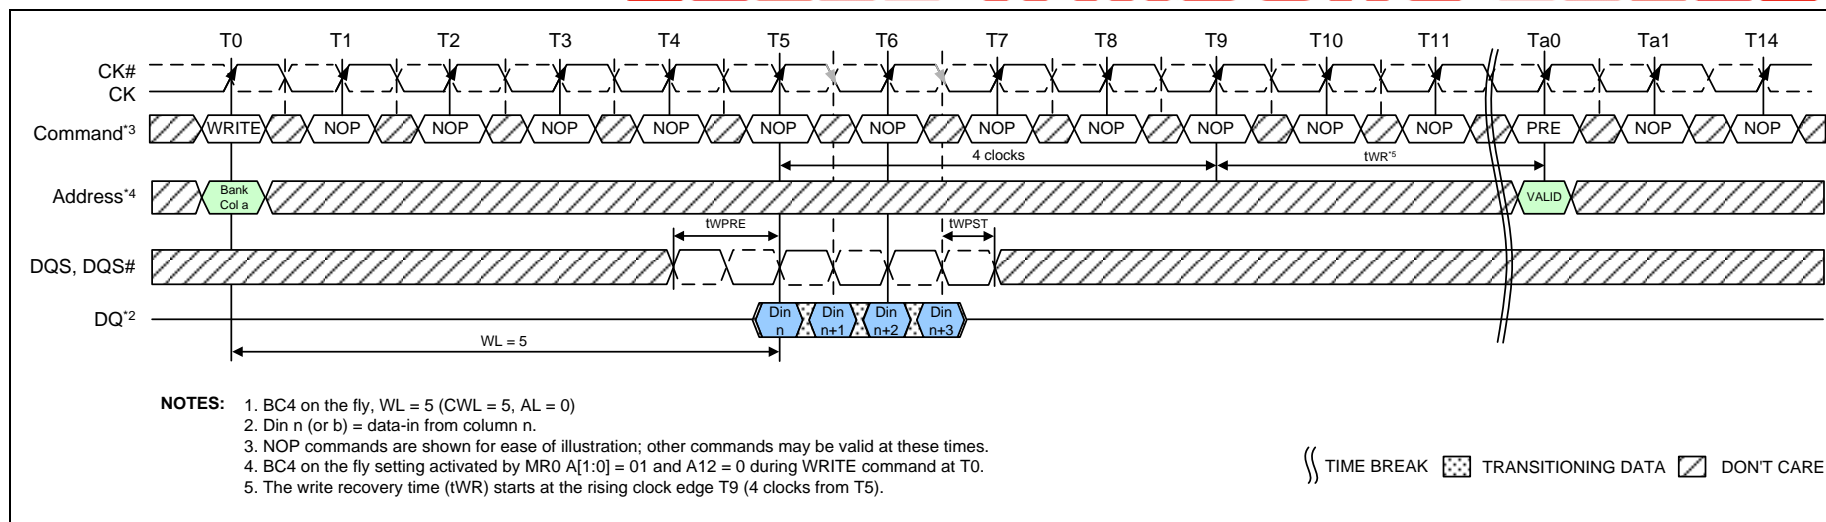 T0 T1 T2 T3 T4 T5 T6 T7 T8 T9 T10 T11 Ta0 Ta1 T14
CK#
CK
Command*3 WRITE NOP NOP NOP NOP NOP NOP NOP NOP NOP NOP NOP PRE NOP NOP
4 clocks tWR*5
Address*4 Bank Col a VALID
tWPRE tWPST
DQS, DQS#
DQ*2 Din n Din n+1 Din n+2 Din n+3
WL = 5
NOTES: 1. BC4 on the fly, WL = 5 (CWL = 5, AL = 0)
2. Din n (or b) = data-in from column n.
3. NOP commands are shown for ease of illustration; other commands may be valid at these times.
4. BC4 on the fly setting activated by MR0 A[1:0] = 01 and A12 = 0 during WRITE command at T0.
5. The write recovery time (tWR) starts at the rising clock edge T9 (4 clocks from T5).
TIME BREAK TRANSITIONING DATA DON'T CARE